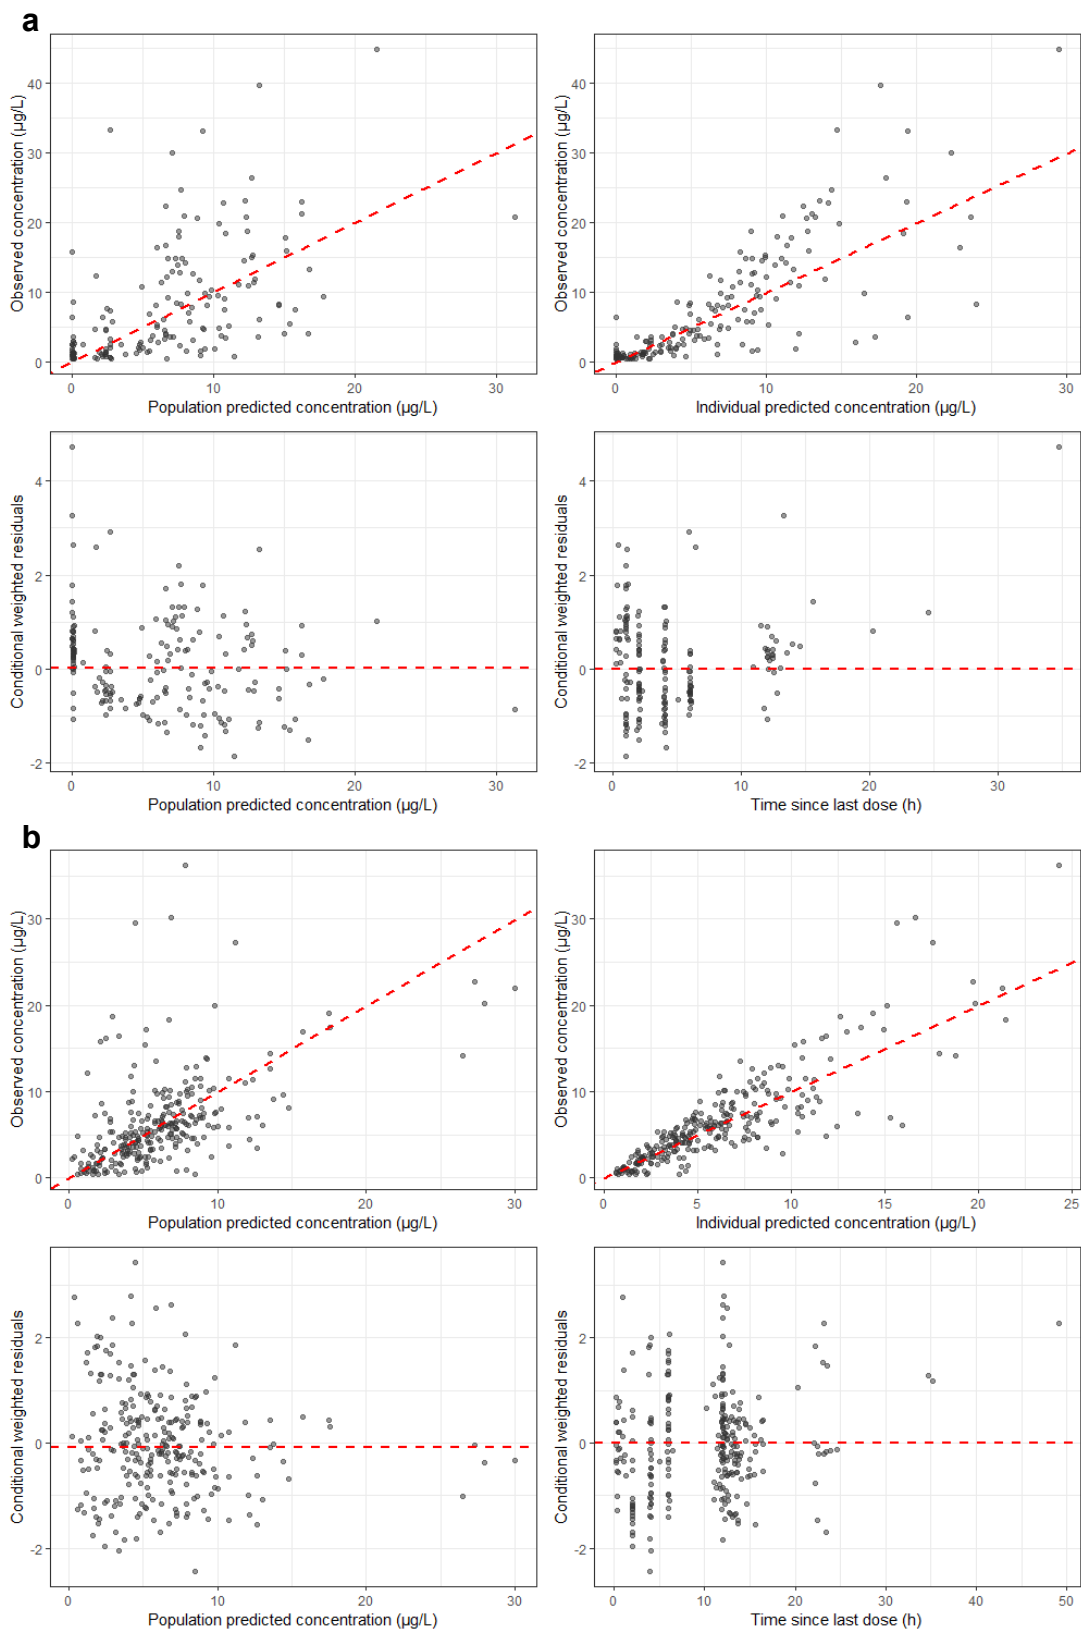 a
Observed concentration (µg/L)
40
30
20
10
0
0 10 20 30
Population predicted concentration (µg/L)
Observed concentration (µg/L)
40
30
20
10
0
0 10 20 30
Individual predicted concentration (µg/L)
Conditional weighted residuals
4
2
0
-2
0 10 20 30
Population predicted concentration (µg/L)
Conditional weighted residuals
4
2
0
-2
0 10 20 30
Time since last dose (h)
b
Observed concentration (µg/L)
30
20
10
0
0 10 20 30
Population predicted concentration (µg/L)
Observed concentration (µg/L)
30
20
10
0
0 5 10 15 20 25
Individual predicted concentration (µg/L)
Conditional weighted residuals
2
0
-2
0 10 20 30
Population predicted concentration (µg/L)
Conditional weighted residuals
2
0
-2
0 10 20 30 40 50
Time since last dose (h)